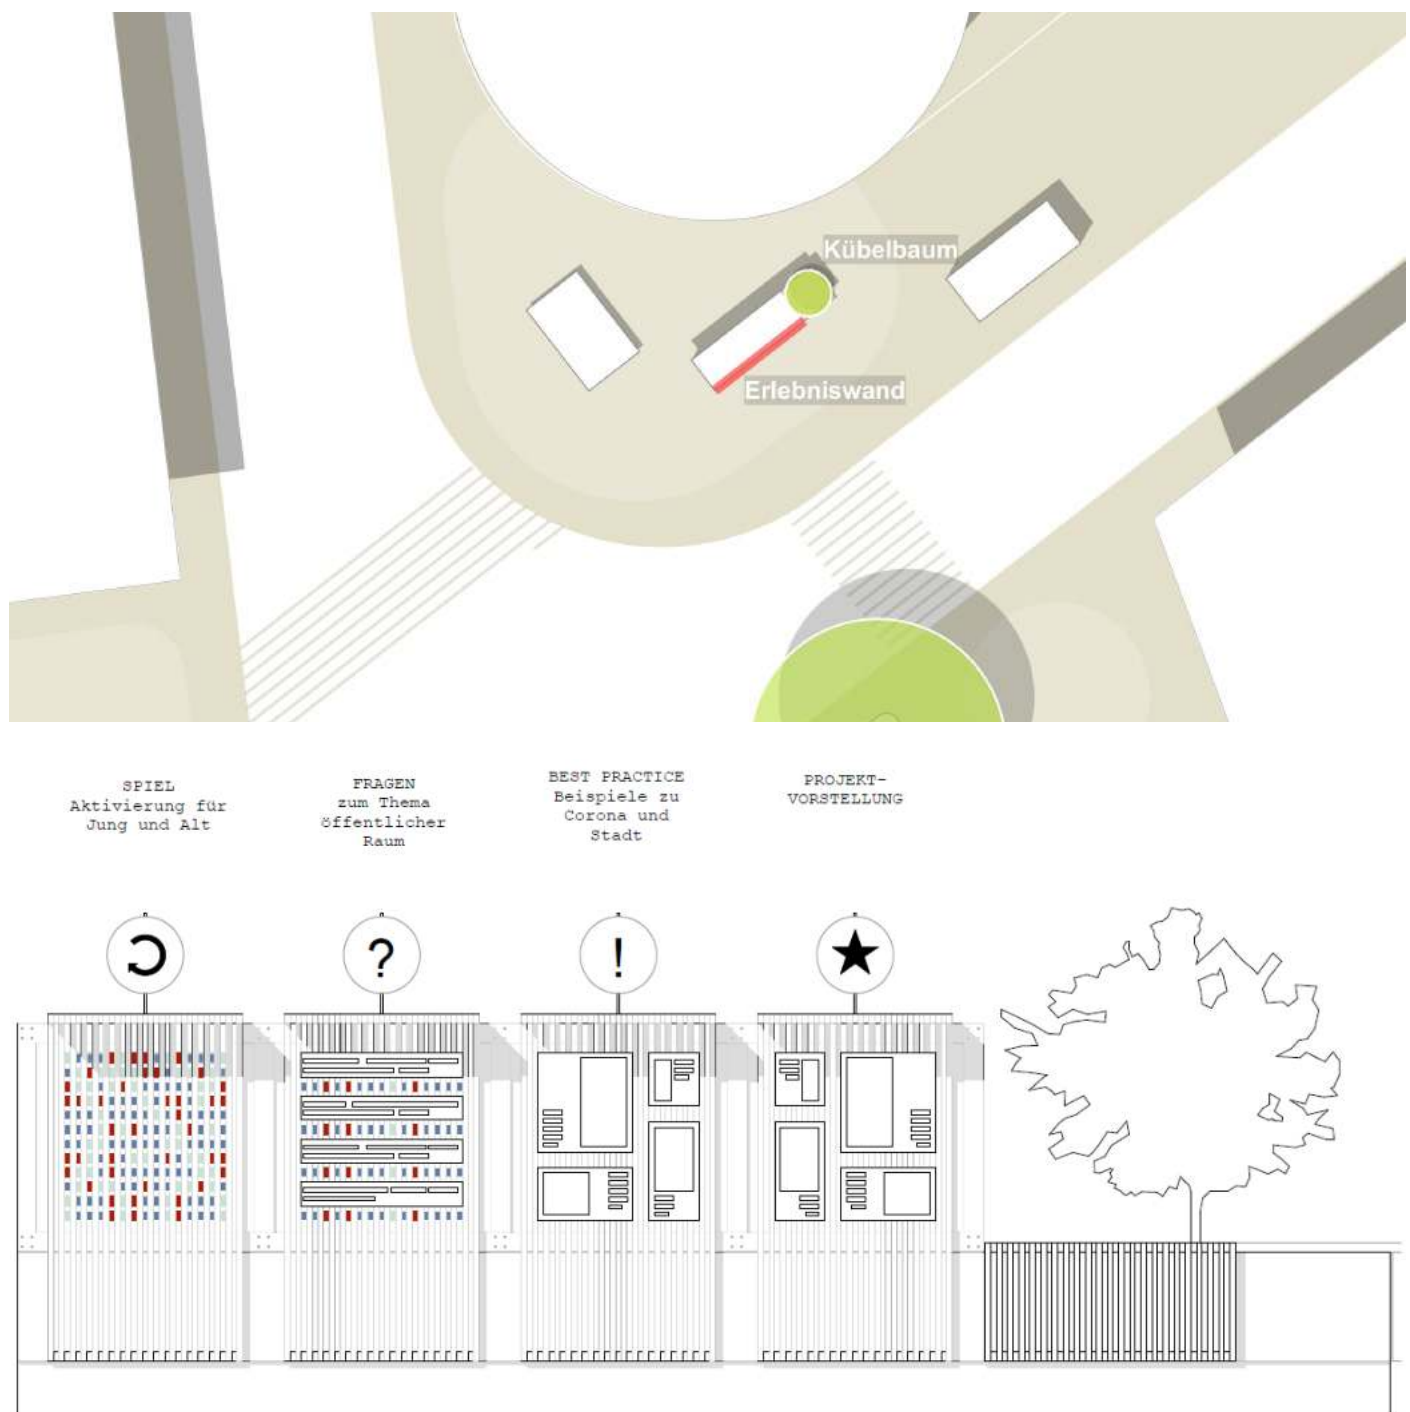 Kübelbaum
Erlebniswand
SPIEL
Aktivierung für
Jung und Alt
FRAGEN
zum Thema
öffentlicher
Raum
BEST PRACTICE
Beispiele zu
Corona und
Stadt
PROJEKT-
VORSTELLUNG
?
!